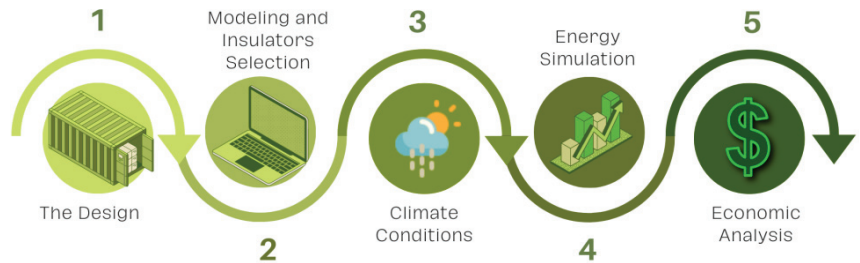 1
The Design
Modeling and
Insulators
Selection
2
3
Climate
Conditions
Energy
Simulation
4
5
$
Economic
Analysis